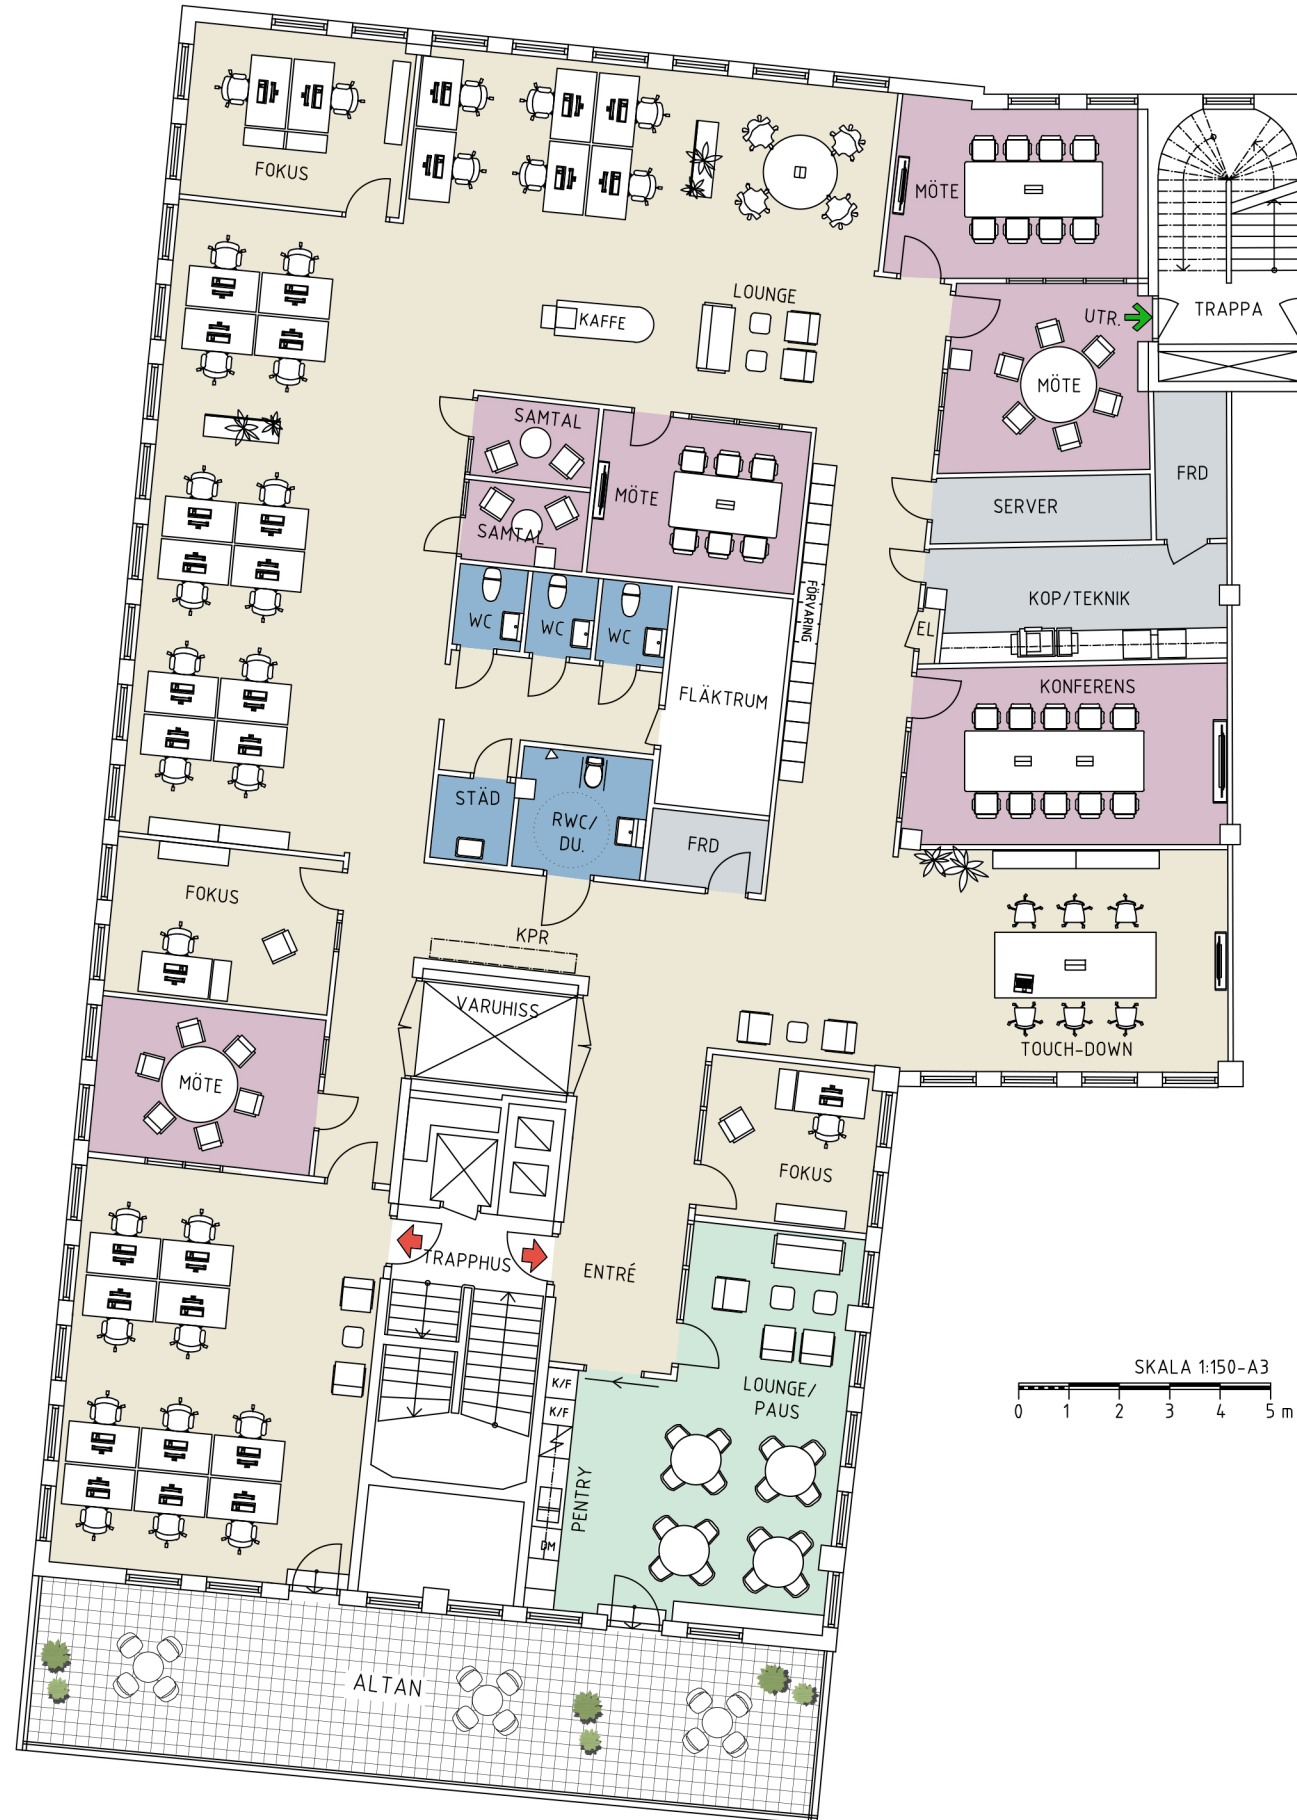 FOKUS
MÖTE
LOUNGE
KAFFE
UTR.
TRAPPA
MÖTE
SAMTAL
MÖTE
SAMTAL
FRD
SERVER
FÖRVARING
KOP/TEKNIK
EL
WC
WC
WC
FLÄKTRUM
KONFERENS
STÄD
RWC/
DU.
FRD
FOKUS
KPR
VARUHISS
TOUCH-DOWN
MÖTE
FOKUS
TRAPPHUS
ENTRÉ
K/F
K/F
LOUNGE/
PAUS
PENTRY
DM
SKALA 1:150-A3
0 1 2 3 4 5 m
ALTAN